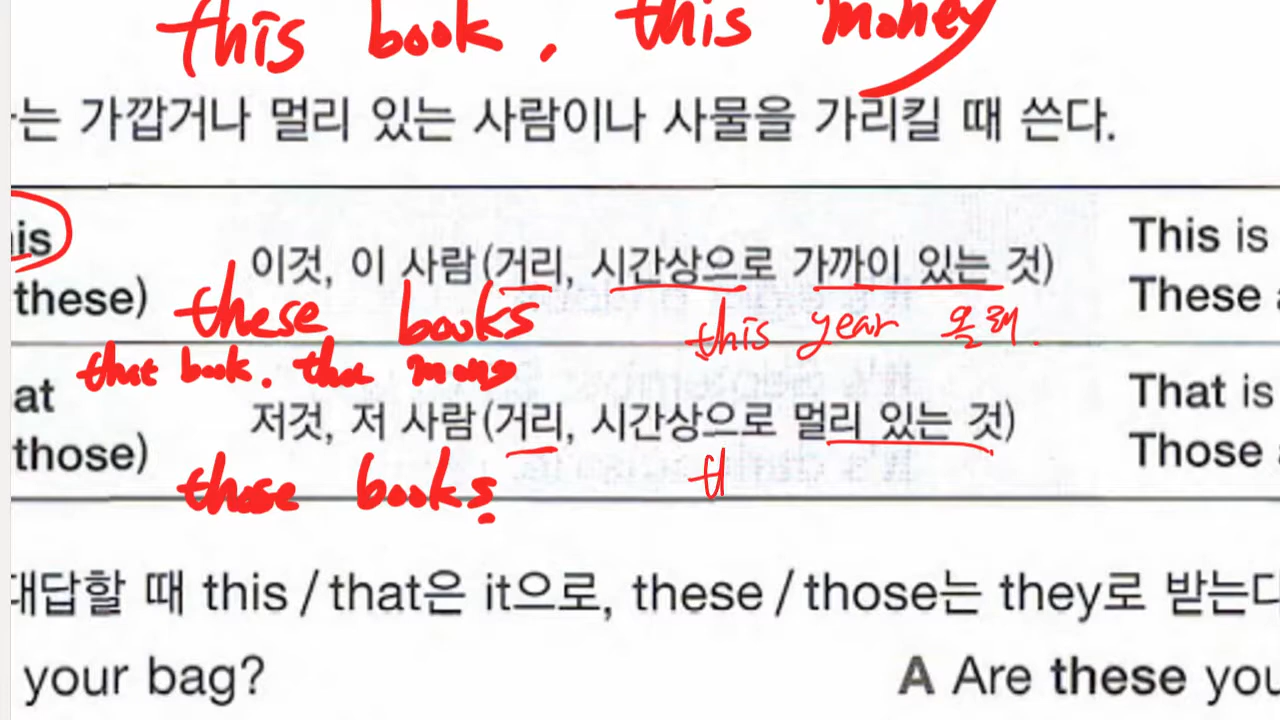 this book, this money
는 가깝거나 멀리 있는 사람이나 사물을 가리킬 때 쓴다.
is
이것, 이 사람(거리, 시간상으로 가까이 있는 것)
This is
these)
These
these books
this year 올해.
that book.
at
저것, 저 사람(거리, 시간상으로 멀리 있는 것)
That is
those)
Those
those books
th
대답할 때 this / that은 it으로, these / those는 they로 받는다
your bag?
A Are these you